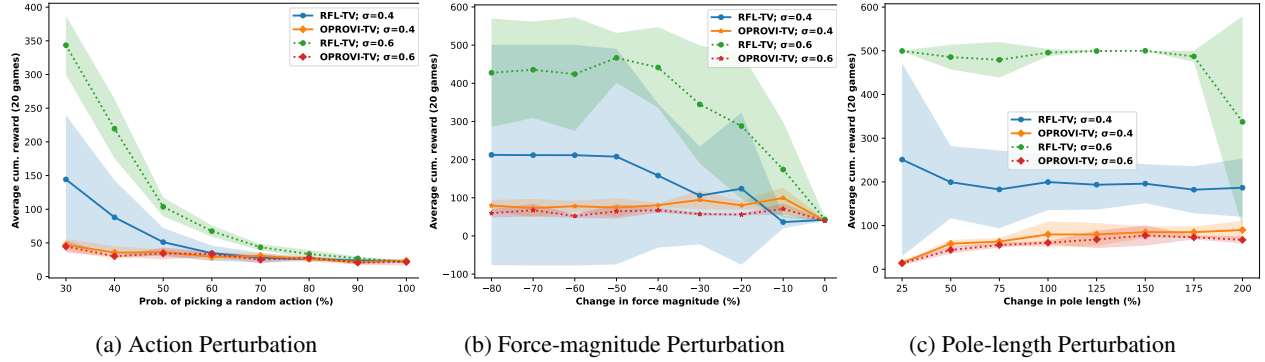 400
350
300
250
200
150
100
50
0
Average cum. reward (20 games)
RFL-TV; σ=0.4
OPROVI-TV; σ=0.4
RFL-TV; σ=0.6
OPROVI-TV; σ=0.6
30 40 50 60 70 80 90 100
Prob. of picking a random action (%)
(a) Action Perturbation
600
500
400
300
200
100
0
−100
Average cum. reward (20 games)
RFL-TV; σ=0.4
OPROVI-TV; σ=0.4
RFL-TV; σ=0.6
OPROVI-TV; σ=0.6
−80 −70 −60 −50 −40 −30 −20 −10 0
Change in force magnitude (%)
(b) Force-magnitude Perturbation
600
500
400
300
200
100
0
Average cum. reward (20 games)
RFL-TV; σ=0.4
OPROVI-TV; σ=0.4
RFL-TV; σ=0.6
OPROVI-TV; σ=0.6
25 50 75 100 125 150 175 200
Change in pole length (%)
(c) Pole-length Perturbation